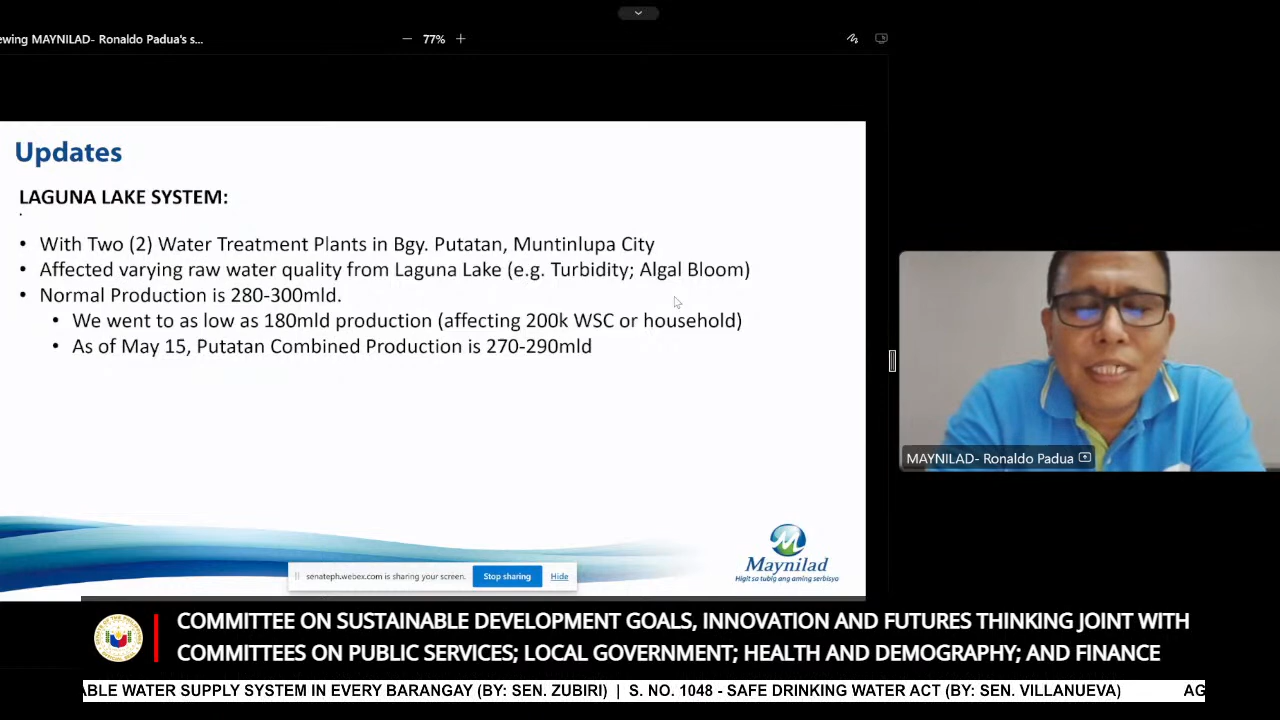 ewing MAYNILAD- Ronaldo Padua's s...
77%
Updates
LAGUNA LAKE SYSTEM:
• With Two (2) Water Treatment Plants in Bgy. Putatan, Muntinlupa City
• Affected varying raw water quality from Laguna Lake (e.g. Turbidity; Algal Bloom)
• Normal Production is 280-300mld.
• We went to as low as 180mld production (affecting 200k WSC or household)
• As of May 15, Putatan Combined Production is 270-290mld
MAYNILAD- Ronaldo Padua
Maynilad
Higit sa tubig ang aming serbisyo
senateph.webex.com is sharing your screen.
Stop sharing
Hide
COMMITTEE ON SUSTAINABLE DEVELOPMENT GOALS, INNOVATION AND FUTURES THINKING JOINT WITH
COMMITTEES ON PUBLIC SERVICES; LOCAL GOVERNMENT; HEALTH AND DEMOGRAPHY; AND FINANCE
ABLE WATER SUPPLY SYSTEM IN EVERY BARANGAY (BY: SEN. ZUBIRI) | S. NO. 1048 - SAFE DRINKING WATER ACT (BY: SEN. VILLANUEVA) AG